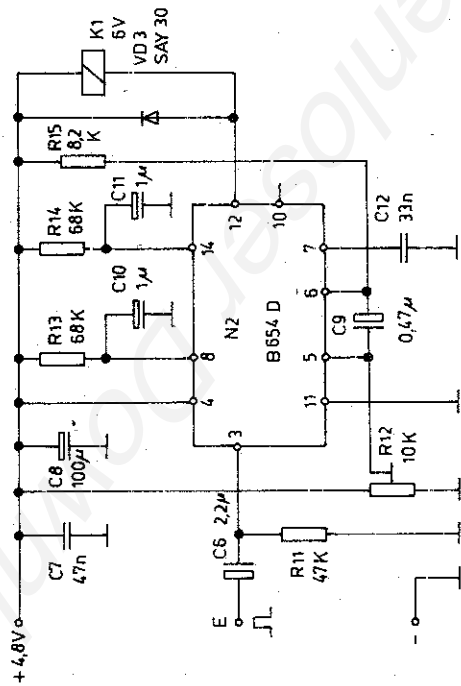 + 4,8V
C7
47n
C8
100µ
R13
68K
C10
1µ
R14
68K
C11
1µ
R15
8,2
K
K1
6V
VD3
SAY 30
4
8
14
12
10
N2
B654 D
3
11
5
6
7
E
C6
2,2µ
R11
47K
R12
10K
C9
0,47µ
C12
33n
-